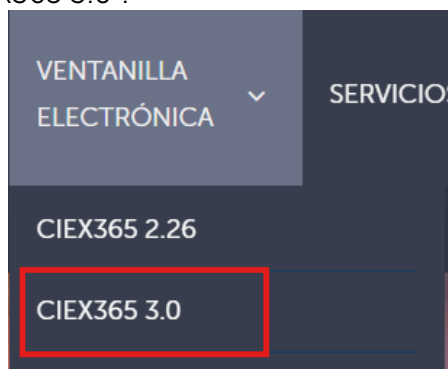 VENTANILLA
ELECTRÓNICA
SERVICIOS
CIEX365 2.26
CIEX365 3.0